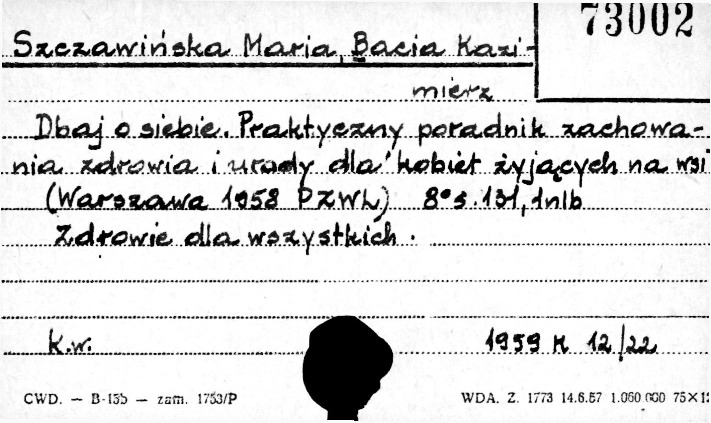 73002
Szczawińska Maria, Bacia Kazi-
mierz
Dbaj o siebie. Praktyczny poradnik zachowa-
nia zdrowia i urody dla kobiet żyjących na wsi
(Warszawa 1958 PZWL) 8° s. 131, 1nlb
Zdrowie dla wszystkich.
k.w. 1959 K 12/22
CWD. — B-155 — zam. 1753/P WDA. Z. 1773 14.6.57 1.060.000 75×12